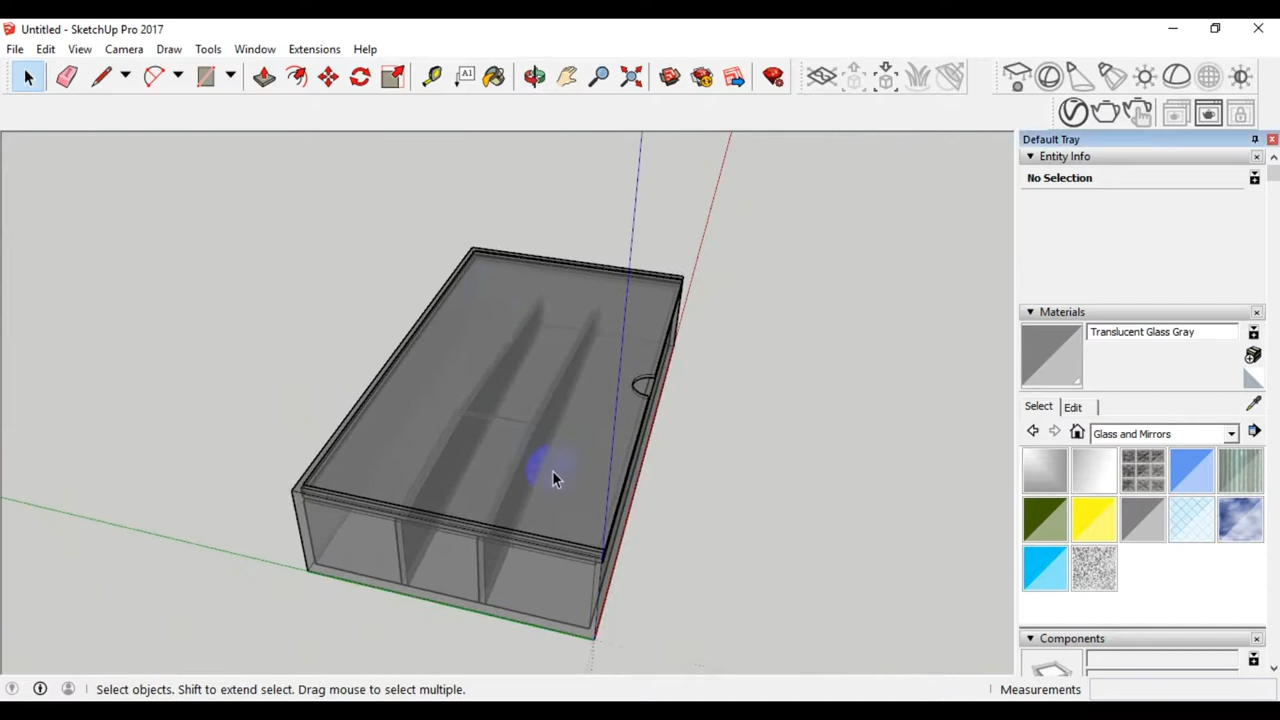 Untitled - SketchUp Pro 2017
File Edit View Camera Draw Tools Window Extensions Help
A1
Default Tray
Entity Info
No Selection
Materials
Translucent Glass Gray
Select Edit
Glass and Mirrors
Components
Select objects. Shift to extend select. Drag mouse to select multiple.
Measurements